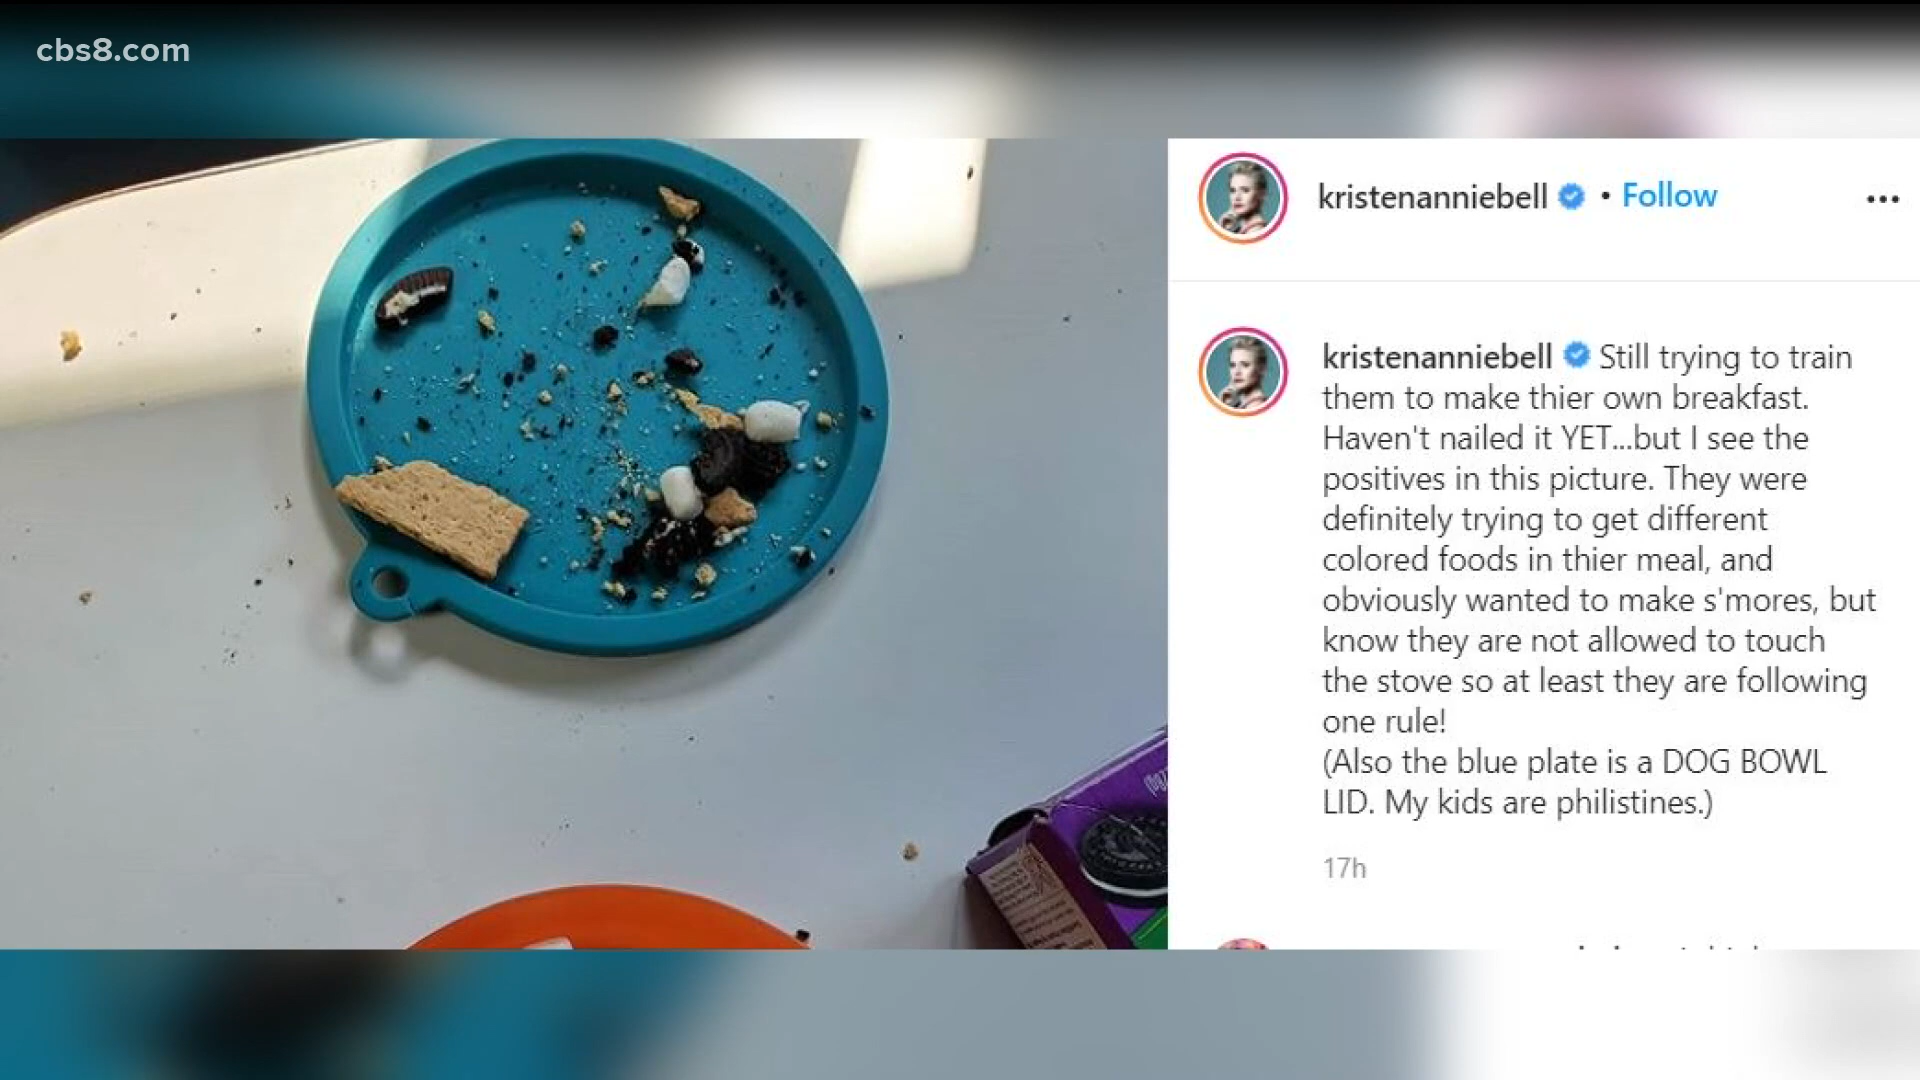 cbs8.com
kristenanniebell • Follow •••
kristenanniebell Still trying to train
them to make thier own breakfast.
Haven't nailed it YET...but I see the
positives in this picture. They were
definitely trying to get different
colored foods in thier meal, and
obviously wanted to make s'mores, but
know they are not allowed to touch
the stove so at least they are following
one rule!
(Also the blue plate is a DOG BOWL
LID. My kids are philistines.)
17h